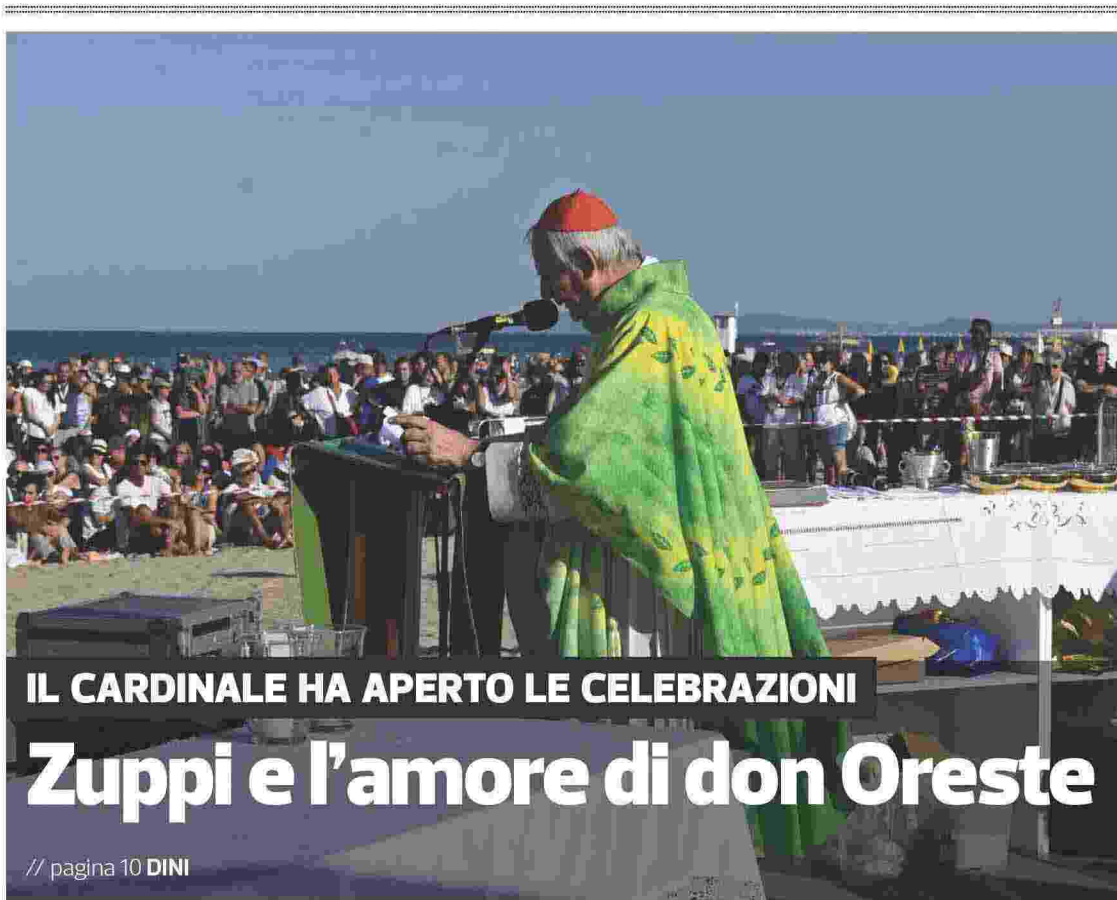 IL CARDINALE HA APERTO LE CELEBRAZIONI
Zuppi e l'amore di don Oreste
// pagina 10 DINI